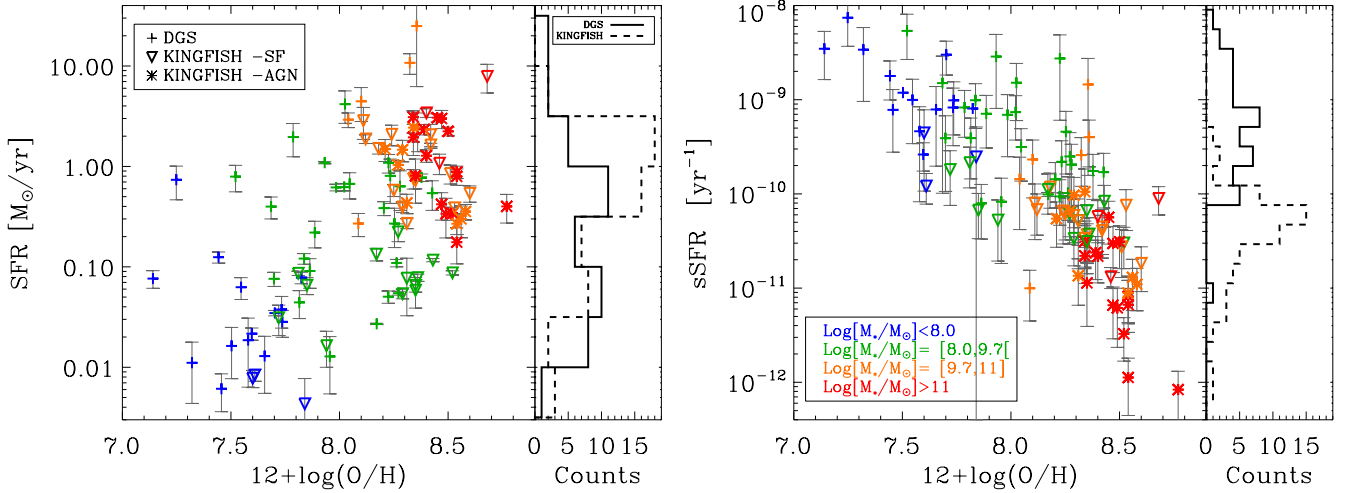 + DGS
KINGFISH -SF
KINGFISH -AGN
DGS
KINGFISH
10.00
1.00
0.10
0.01
SFR [M⊙/yr]
7.0 7.5 8.0 8.5
12+log(O/H)
0 5 10 15
Counts
10⁻⁸
10⁻⁹
10⁻¹⁰
10⁻¹¹
10⁻¹²
sSFR [yr⁻¹]
Log[M⋆/M⊙]<8.0
Log[M⋆/M⊙]= [8.0,9.7[
Log[M⋆/M⊙]= [9.7,11]
Log[M⋆/M⊙]>11
7.0 7.5 8.0 8.5
12+log(O/H)
0 5 10 15
Counts